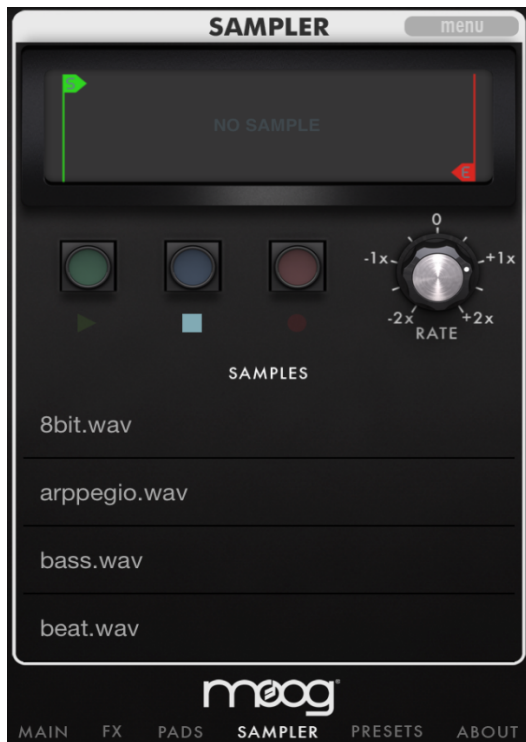 SAMPLER menu
S
NO SAMPLE
E
0
-1x +1x
-2x +2x
RATE
SAMPLES
8bit.wav
arppegio.wav
bass.wav
beat.wav
moog
MAIN FX PADS SAMPLER PRESETS ABOUT